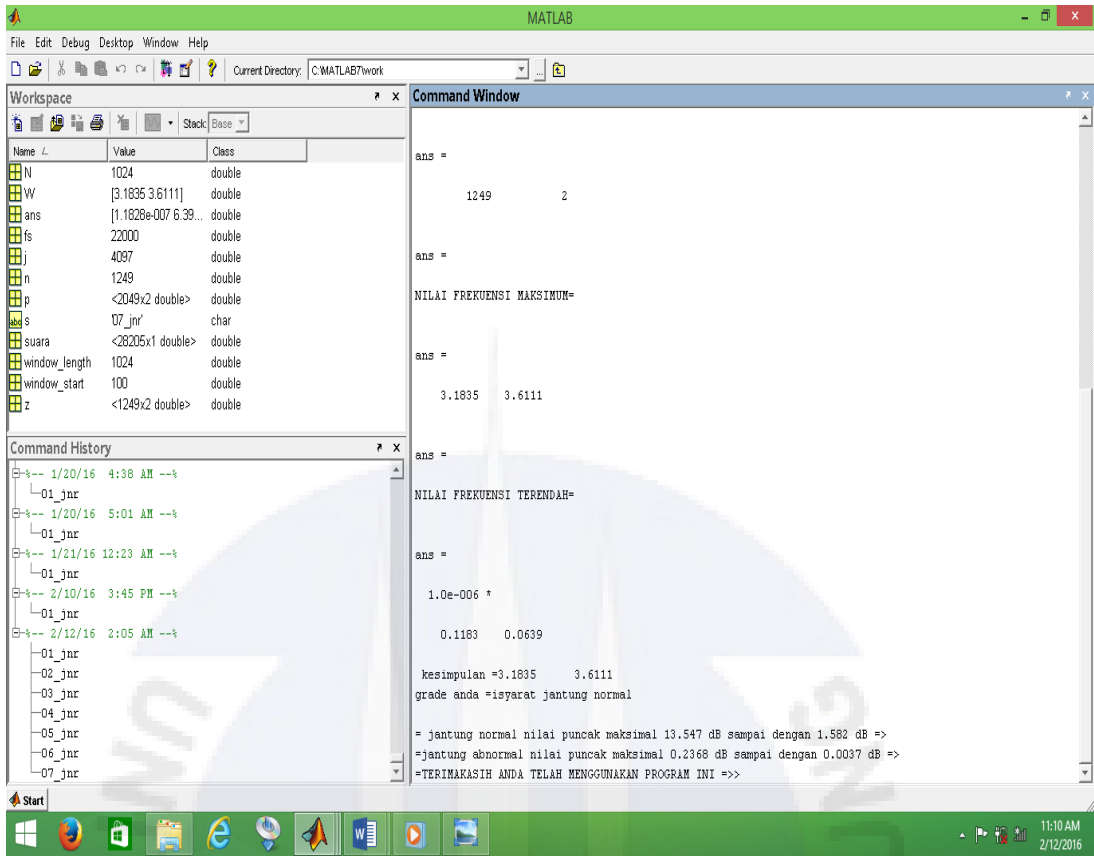 MATLAB
File Edit Debug Desktop Window Help
Current Directory: C:\MATLAB7\work
Workspace
Stack: Base
Name Value Class
N 1024 double
W [3.1835 3.6111] double
ans [1.1828e-007 6.39... double
fs 22000 double
j 4097 double
n 1249 double
p <2049x2 double> double
abc s '07_jnr' char
suara <28205x1 double> double
window_length 1024 double
window_start 100 double
z <1249x2 double> double
Command History
%-- 1/20/16 4:38 AM --%
01_jnr
%-- 1/20/16 5:01 AM --%
01_jnr
%-- 1/21/16 12:23 AM --%
01_jnr
%-- 2/10/16 3:45 PM --%
01_jnr
%-- 2/12/16 2:05 AM --%
01_jnr
02_jnr
03_jnr
04_jnr
05_jnr
06_jnr
07_jnr
Command Window
ans =
1249 2
ans =
NILAI FREKUENSI MAKSIMUM=
ans =
3.1835 3.6111
ans =
NILAI FREKUENSI TERENDAH=
ans =
1.0e-006 *
0.1183 0.0639
kesimpulan =3.1835 3.6111
grade anda =isyarat jantung normal
= jantung normal nilai puncak maksimal 13.547 dB sampai dengan 1.582 dB =>
=jantung abnormal nilai puncak maksimal 0.2368 dB sampai dengan 0.0037 dB =>
=TERIMAKASIH ANDA TELAH MENGGUNAKAN PROGRAM INI =>>
Start
11:10 AM
2/12/2016